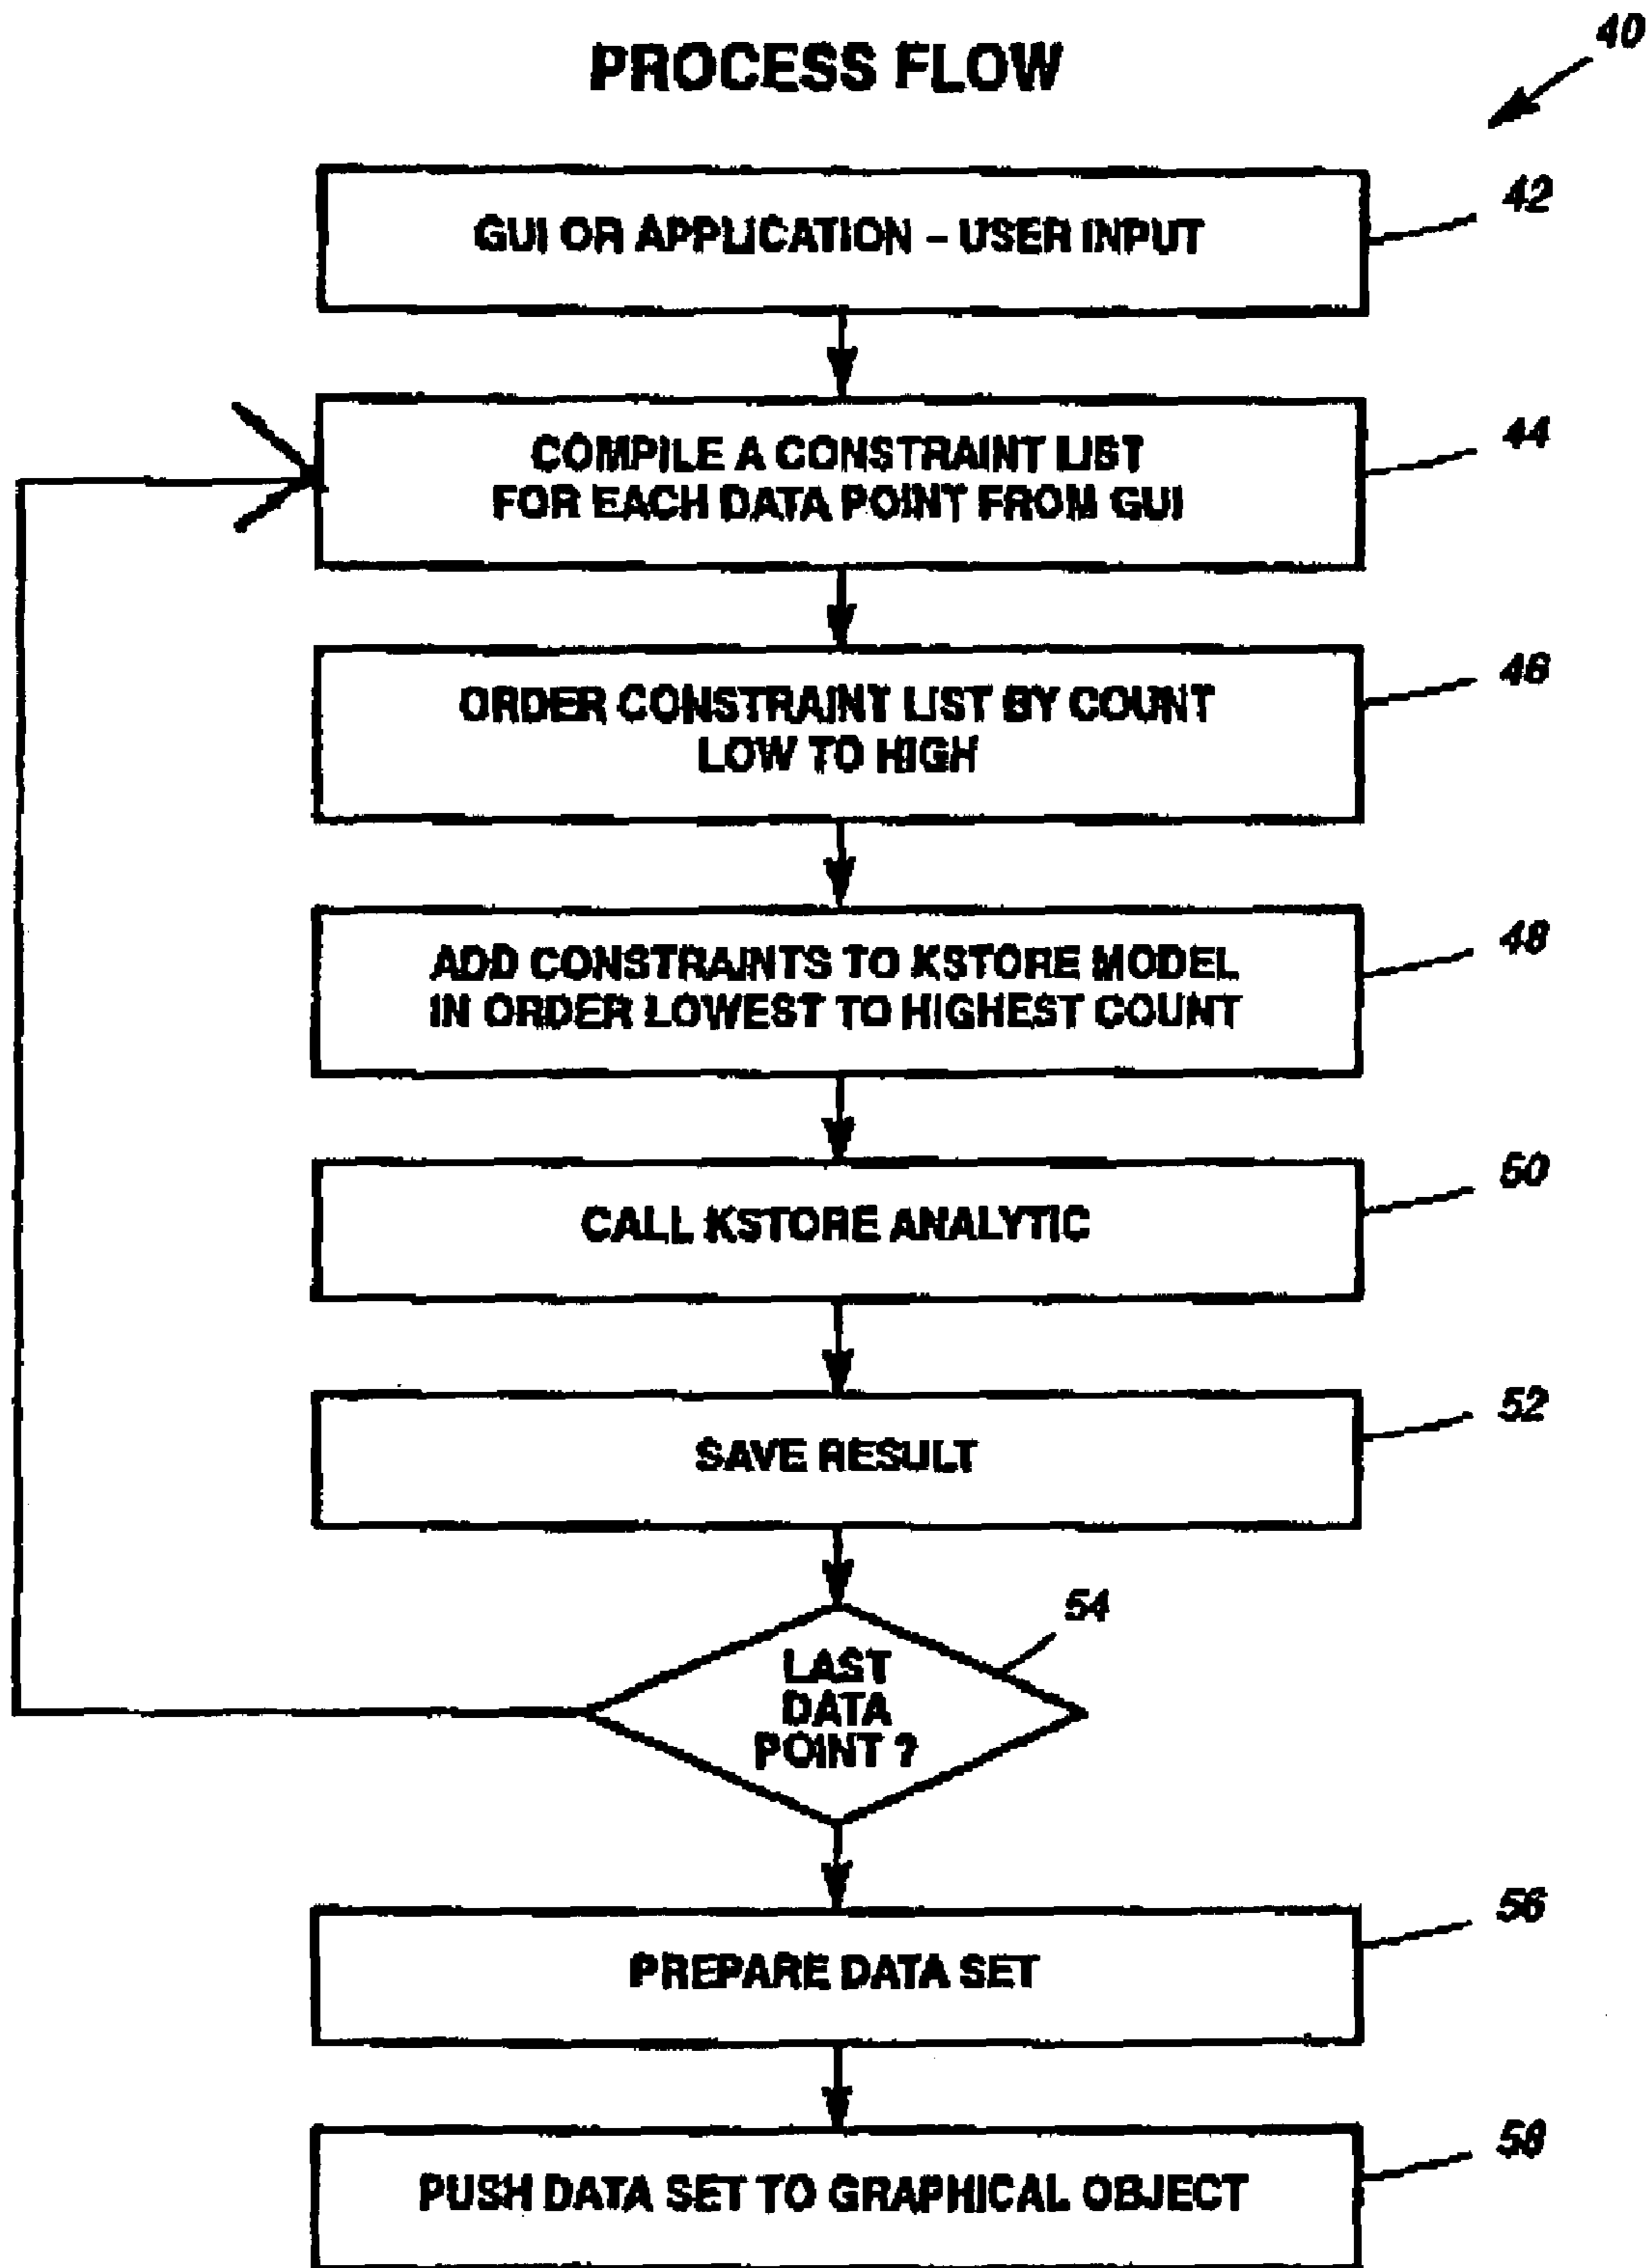 40
PROCESS FLOW
42
GUI OR APPLICATION – USER INPUT
44
COMPILE A CONSTRAINT LIST
FOR EACH DATA POINT FROM GUI
46
ORDER CONSTRAINT LIST BY COUNT
LOW TO HIGH
48
ADD CONSTRAINTS TO KSTORE MODEL
IN ORDER LOWEST TO HIGHEST COUNT
50
CALL KSTORE ANALYTIC
52
SAVE RESULT
54
LAST
DATA
POINT ?
56
PREPARE DATA SET
58
PUSH DATA SET TO GRAPHICAL OBJECT